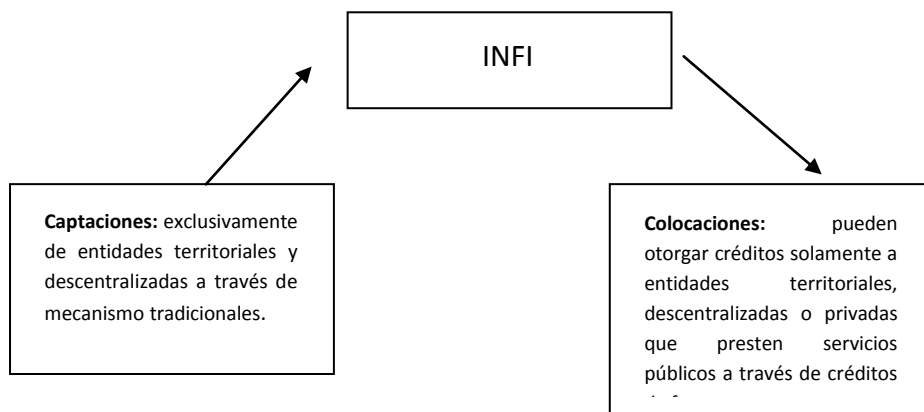 INFI
Captaciones: exclusivamente
de entidades territoriales y
descentralizadas a través de
mecanismo tradicionales.
Colocaciones: pueden
otorgar créditos solamente a
entidades territoriales,
descentralizadas o privadas
que presten servicios
públicos a través de créditos